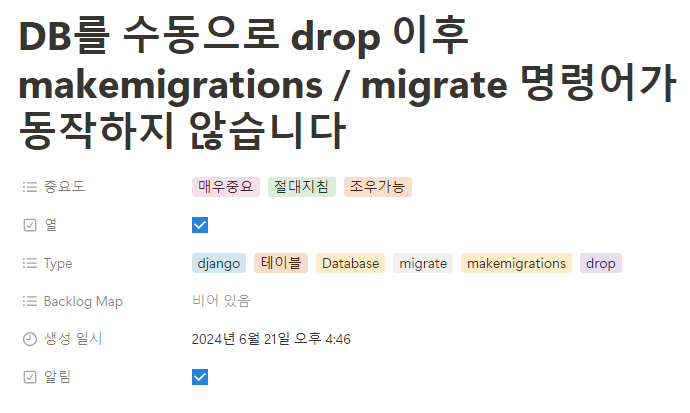 DB를 수동으로 drop 이후
makemigrations / migrate 명령어가
동작하지 않습니다
중요도 매우중요 절대지침 조우가능
열
Type django 테이블 Database migrate makemigrations drop
Backlog Map 비어 있음
생성 일시 2024년 6월 21일 오후 4:46
알림